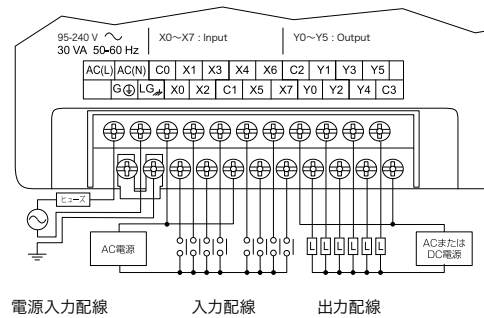 95-240 V
30 VA 50-60 Hz
X0～X7 : Input
Y0～Y5 : Output
AC(L) AC(N) C0 X1 X3 X4 X6 C2 Y1 Y3 Y5
G LG X0 X2 C1 X5 X7 Y0 Y2 Y4 C3
ヒューズ
AC電源
L L L L L L
ACまたは
DC電源
電源入力配線 入力配線 出力配線